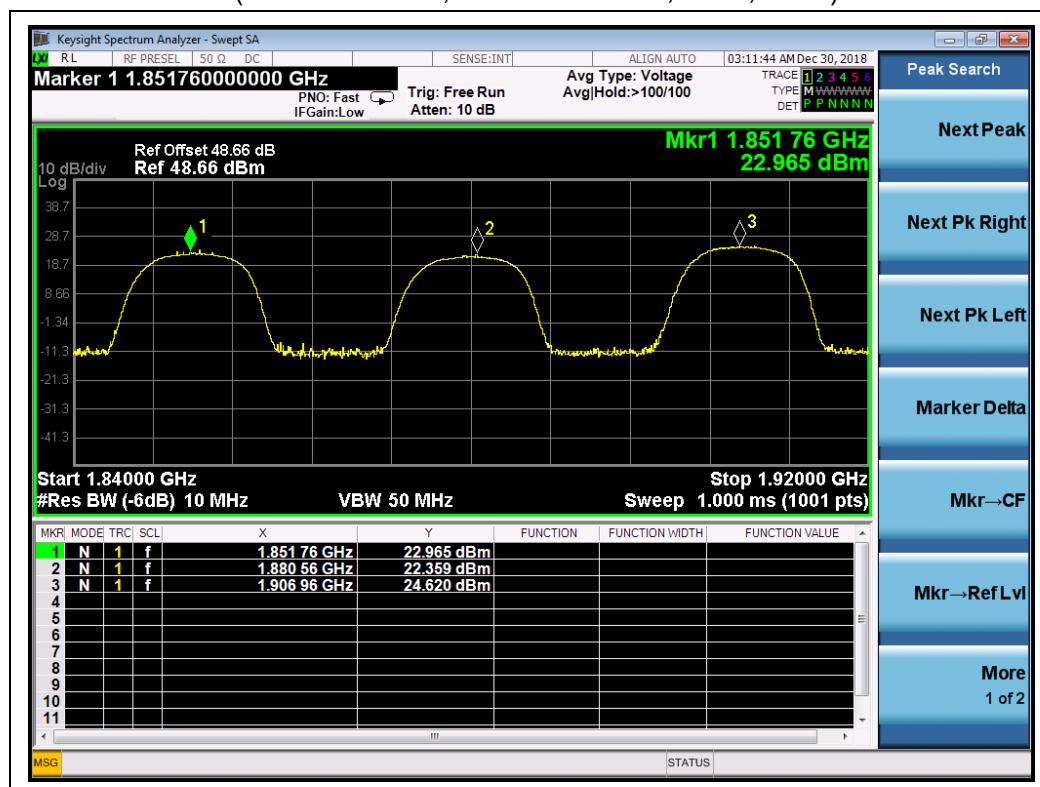 Keysight Spectrum Analyzer - Swept SA
LXI RL RF PRESEL 50 Ω DC SENSE:INT ALIGN AUTO 03:11:44 AM Dec 30, 2018
Marker 1 1.851760000000 GHz
PNO: Fast
IFGain:Low
Trig: Free Run
Atten: 10 dB
Avg Type: Voltage
Avg|Hold:>100/100
TRACE 1 2 3 4 5 6
TYPE M WWWWW
DET P P N N N N
Peak Search
Next Peak
Next Pk Right
Next Pk Left
Marker Delta
Mkr→CF
Mkr→Ref Lvl
More
1 of 2
Mkr1 1.851 76 GHz
22.965 dBm
Ref Offset 48.66 dB
10 dB/div Ref 48.66 dBm
Log
38.7
28.7
18.7
8.66
-1.34
-11.3
-21.3
-31.3
-41.3
1
2
3
Start 1.84000 GHz Stop 1.92000 GHz
#Res BW (-6dB) 10 MHz VBW 50 MHz Sweep 1.000 ms (1001 pts)
MKR MODE TRC SCL X Y FUNCTION FUNCTION WIDTH FUNCTION VALUE
1 N 1 f 1.851 76 GHz 22.965 dBm
2 N 1 f 1.880 56 GHz 22.359 dBm
3 N 1 f 1.906 96 GHz 24.620 dBm
4
5
6
7
8
9
10
11
MSG STATUS